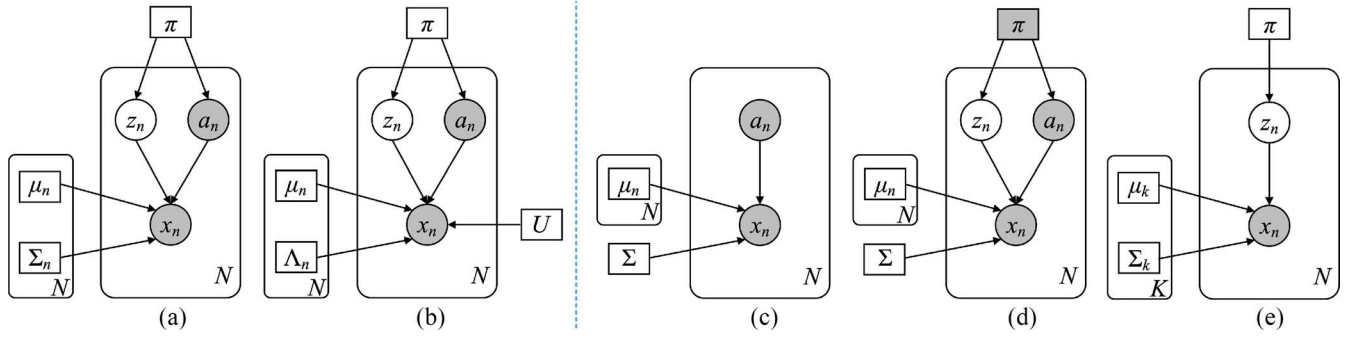 π
z_n a_n
μ_n
x_n
Σ_n
N
N
(a)
π
z_n a_n
μ_n
x_n
U
Λ_n
N
N
(b)
a_n
μ_n
N
x_n
Σ
N
(c)
π
z_n a_n
μ_n
N
x_n
Σ
N
(d)
π
z_n
μ_k
x_n
Σ_k
K
N
(e)